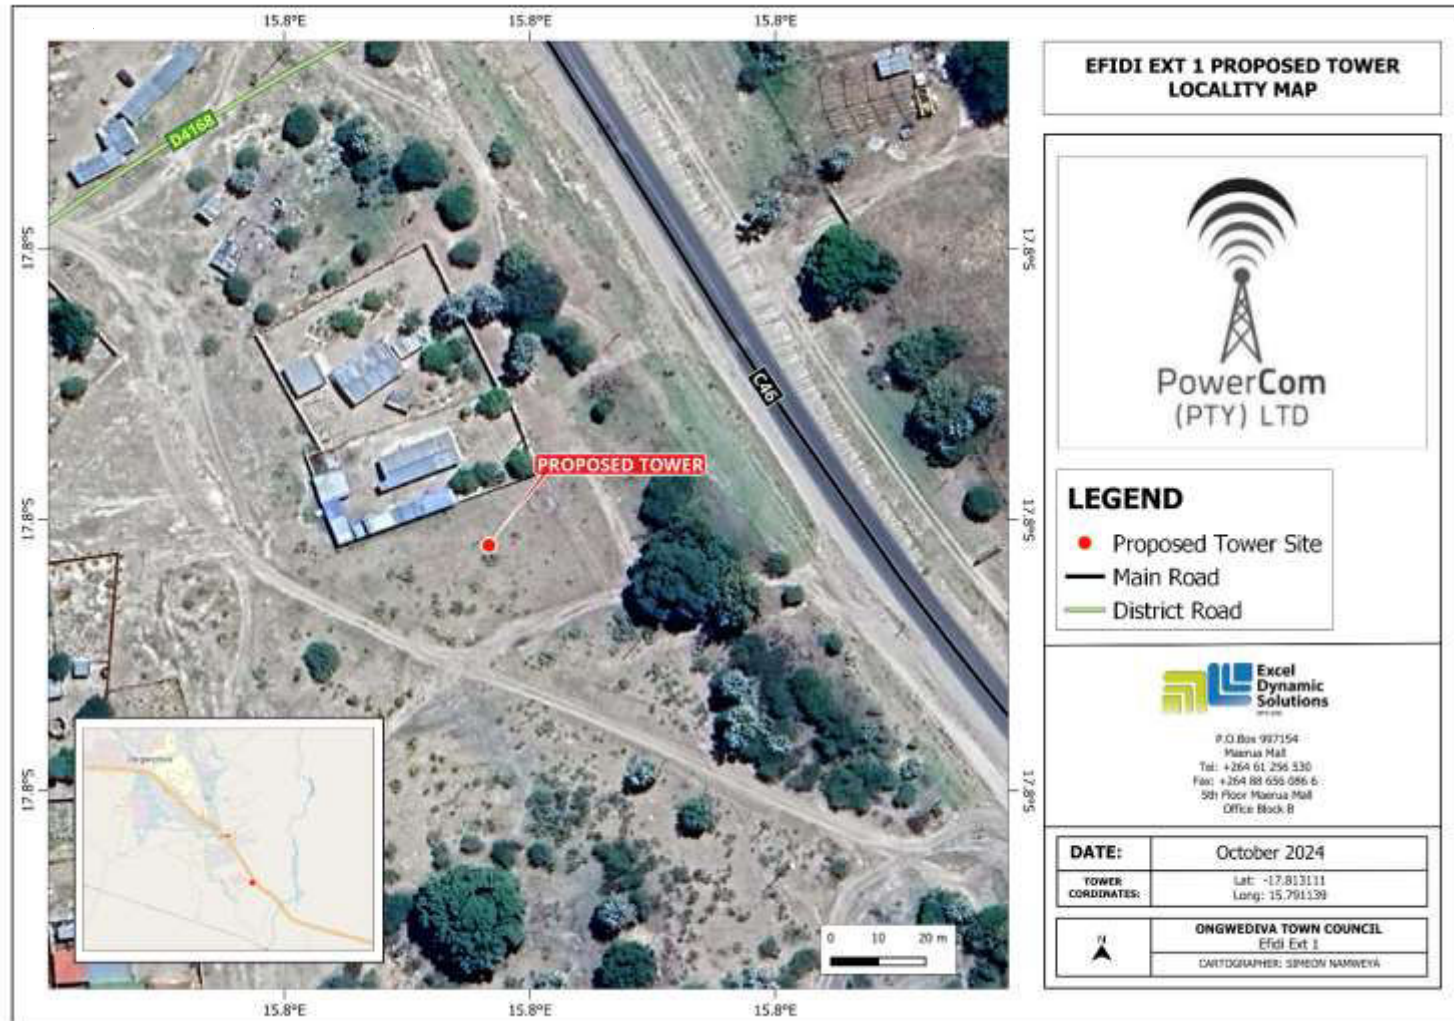 15.8°E 15.8°E 15.8°E
EFIDI EXT 1 PROPOSED TOWER
LOCALITY MAP
D4168
17.8°S 17.8°S
C46
PowerCom
(PTY) LTD
PROPOSED TOWER
17.8°S 17.8°S
LEGEND
Proposed Tower Site
Main Road
District Road
Excel
Dynamic
Solutions
P.O.Box 997154
Maerua Mall
Tel: +264 61 256 530
Fax: +264 88 656 086 6
5th Floor Maerua Mall
Office Block B
17.8°S 17.8°S
DATE: October 2024
TOWER
CORDINATES:
Lat: -17.813111
Long: 15.791139
0 10 20 m
N
ONGWEDIVA TOWN COUNCIL
Efidi Ext 1
CARTOGRAPHER: SIMEON NAMWEYA
15.8°E 15.8°E 15.8°E